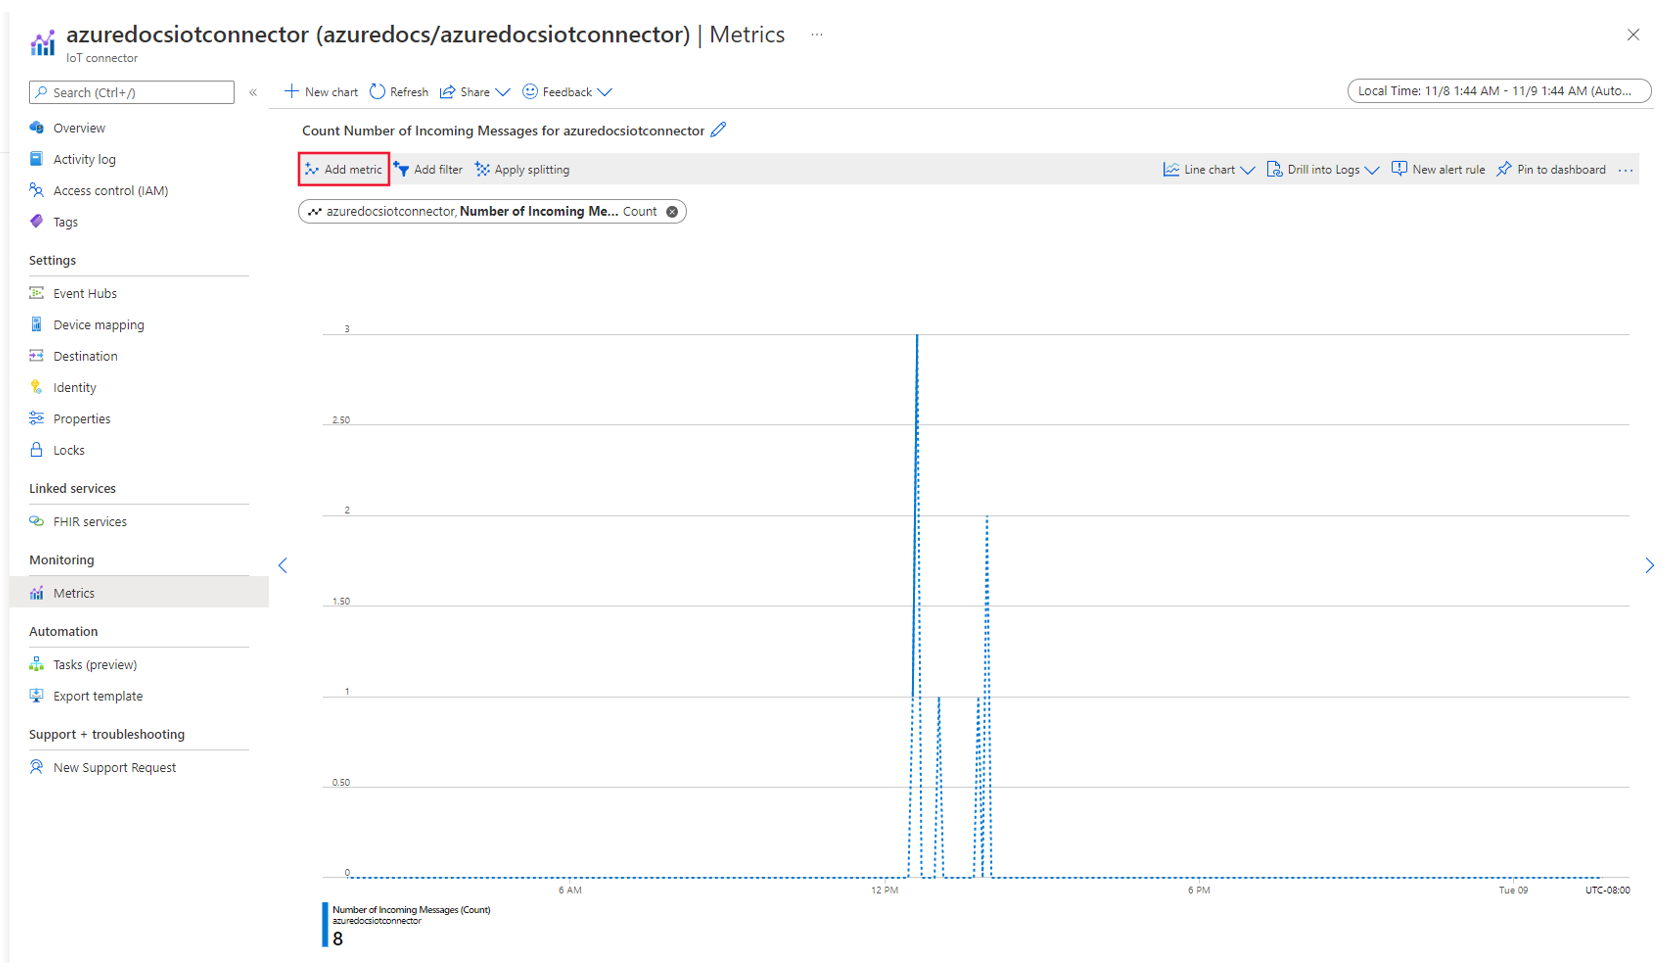 azuredocsiotconnector (azuredocs/azuredocsiotconnector) | Metrics ...
IoT connector
Search (Ctrl+/)
«
New chart Refresh Share Feedback
Local Time: 11/8 1:44 AM - 11/9 1:44 AM (Auto...
Overview
Activity log
Access control (IAM)
Tags
Settings
Event Hubs
Device mapping
Destination
Identity
Properties
Locks
Linked services
FHIR services
Monitoring
Metrics
Automation
Tasks (preview)
Export template
Support + troubleshooting
New Support Request
Count Number of Incoming Messages for azuredocsiotconnector
Add metric Add filter Apply splitting
Line chart Drill into Logs New alert rule Pin to dashboard ...
azuredocsiotconnector, Number of Incoming Me... Count
3
2.50
2
1.50
1
0.50
0
6 AM 12 PM 6 PM Tue 09 UTC-08:00
Number of Incoming Messages (Count)
azuredocsiotconnector
8